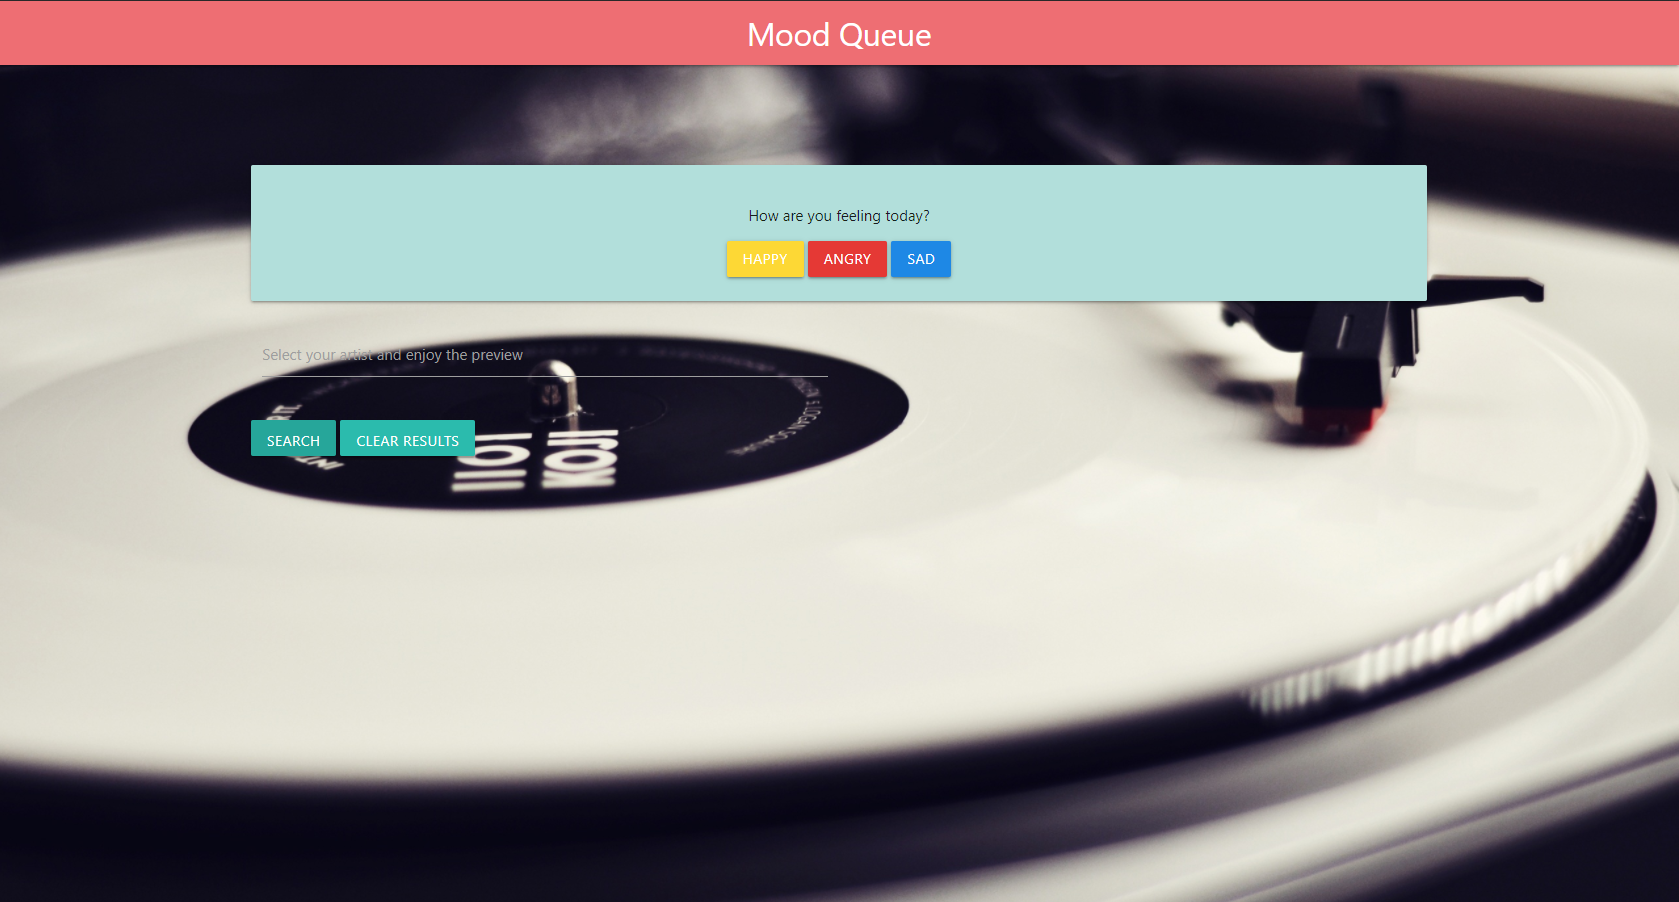 Mood Queue
How are you feeling today?
HAPPY ANGRY SAD
Select your artist and enjoy the preview
SEARCH CLEAR RESULTS